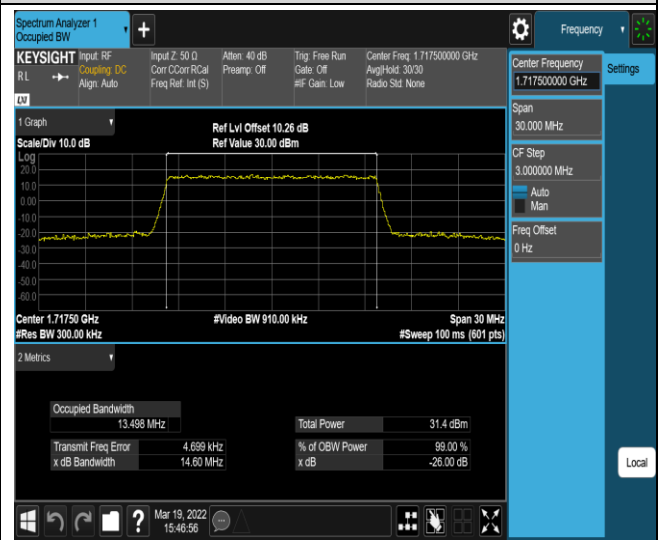 Spectrum Analyzer 1
Occupied BW
+
Frequency
KEYSIGHT Input: RF Input Z: 50 Ω Atten: 40 dB Trig: Free Run Center Freq: 1.717500000 GHz
RL Coupling: DC Corr CCorr RCal Preamp: Off Gate: Off Avg|Hold: 30/30
Align: Auto Freq Ref: Int (S) #IF Gain: Low Radio Std: None
LXI
Center Frequency
1.717500000 GHz
Settings
Span
30.000 MHz
CF Step
3.000000 MHz
Auto
Man
Freq Offset
0 Hz
1 Graph
Ref Lvl Offset 10.26 dB
Scale/Div 10.0 dB Ref Value 30.00 dBm
Log
20.0
10.0
0.00
-10.0
-20.0
-30.0
-40.0
-50.0
-60.0
Center 1.71750 GHz #Video BW 910.00 kHz Span 30 MHz
#Res BW 300.00 kHz #Sweep 100 ms (601 pts)
2 Metrics
Occupied Bandwidth
13.498 MHz Total Power 31.4 dBm
Transmit Freq Error 4.699 kHz % of OBW Power 99.00 %
x dB Bandwidth 14.60 MHz x dB -26.00 dB
Local
? Mar 19, 2022
15:46:56